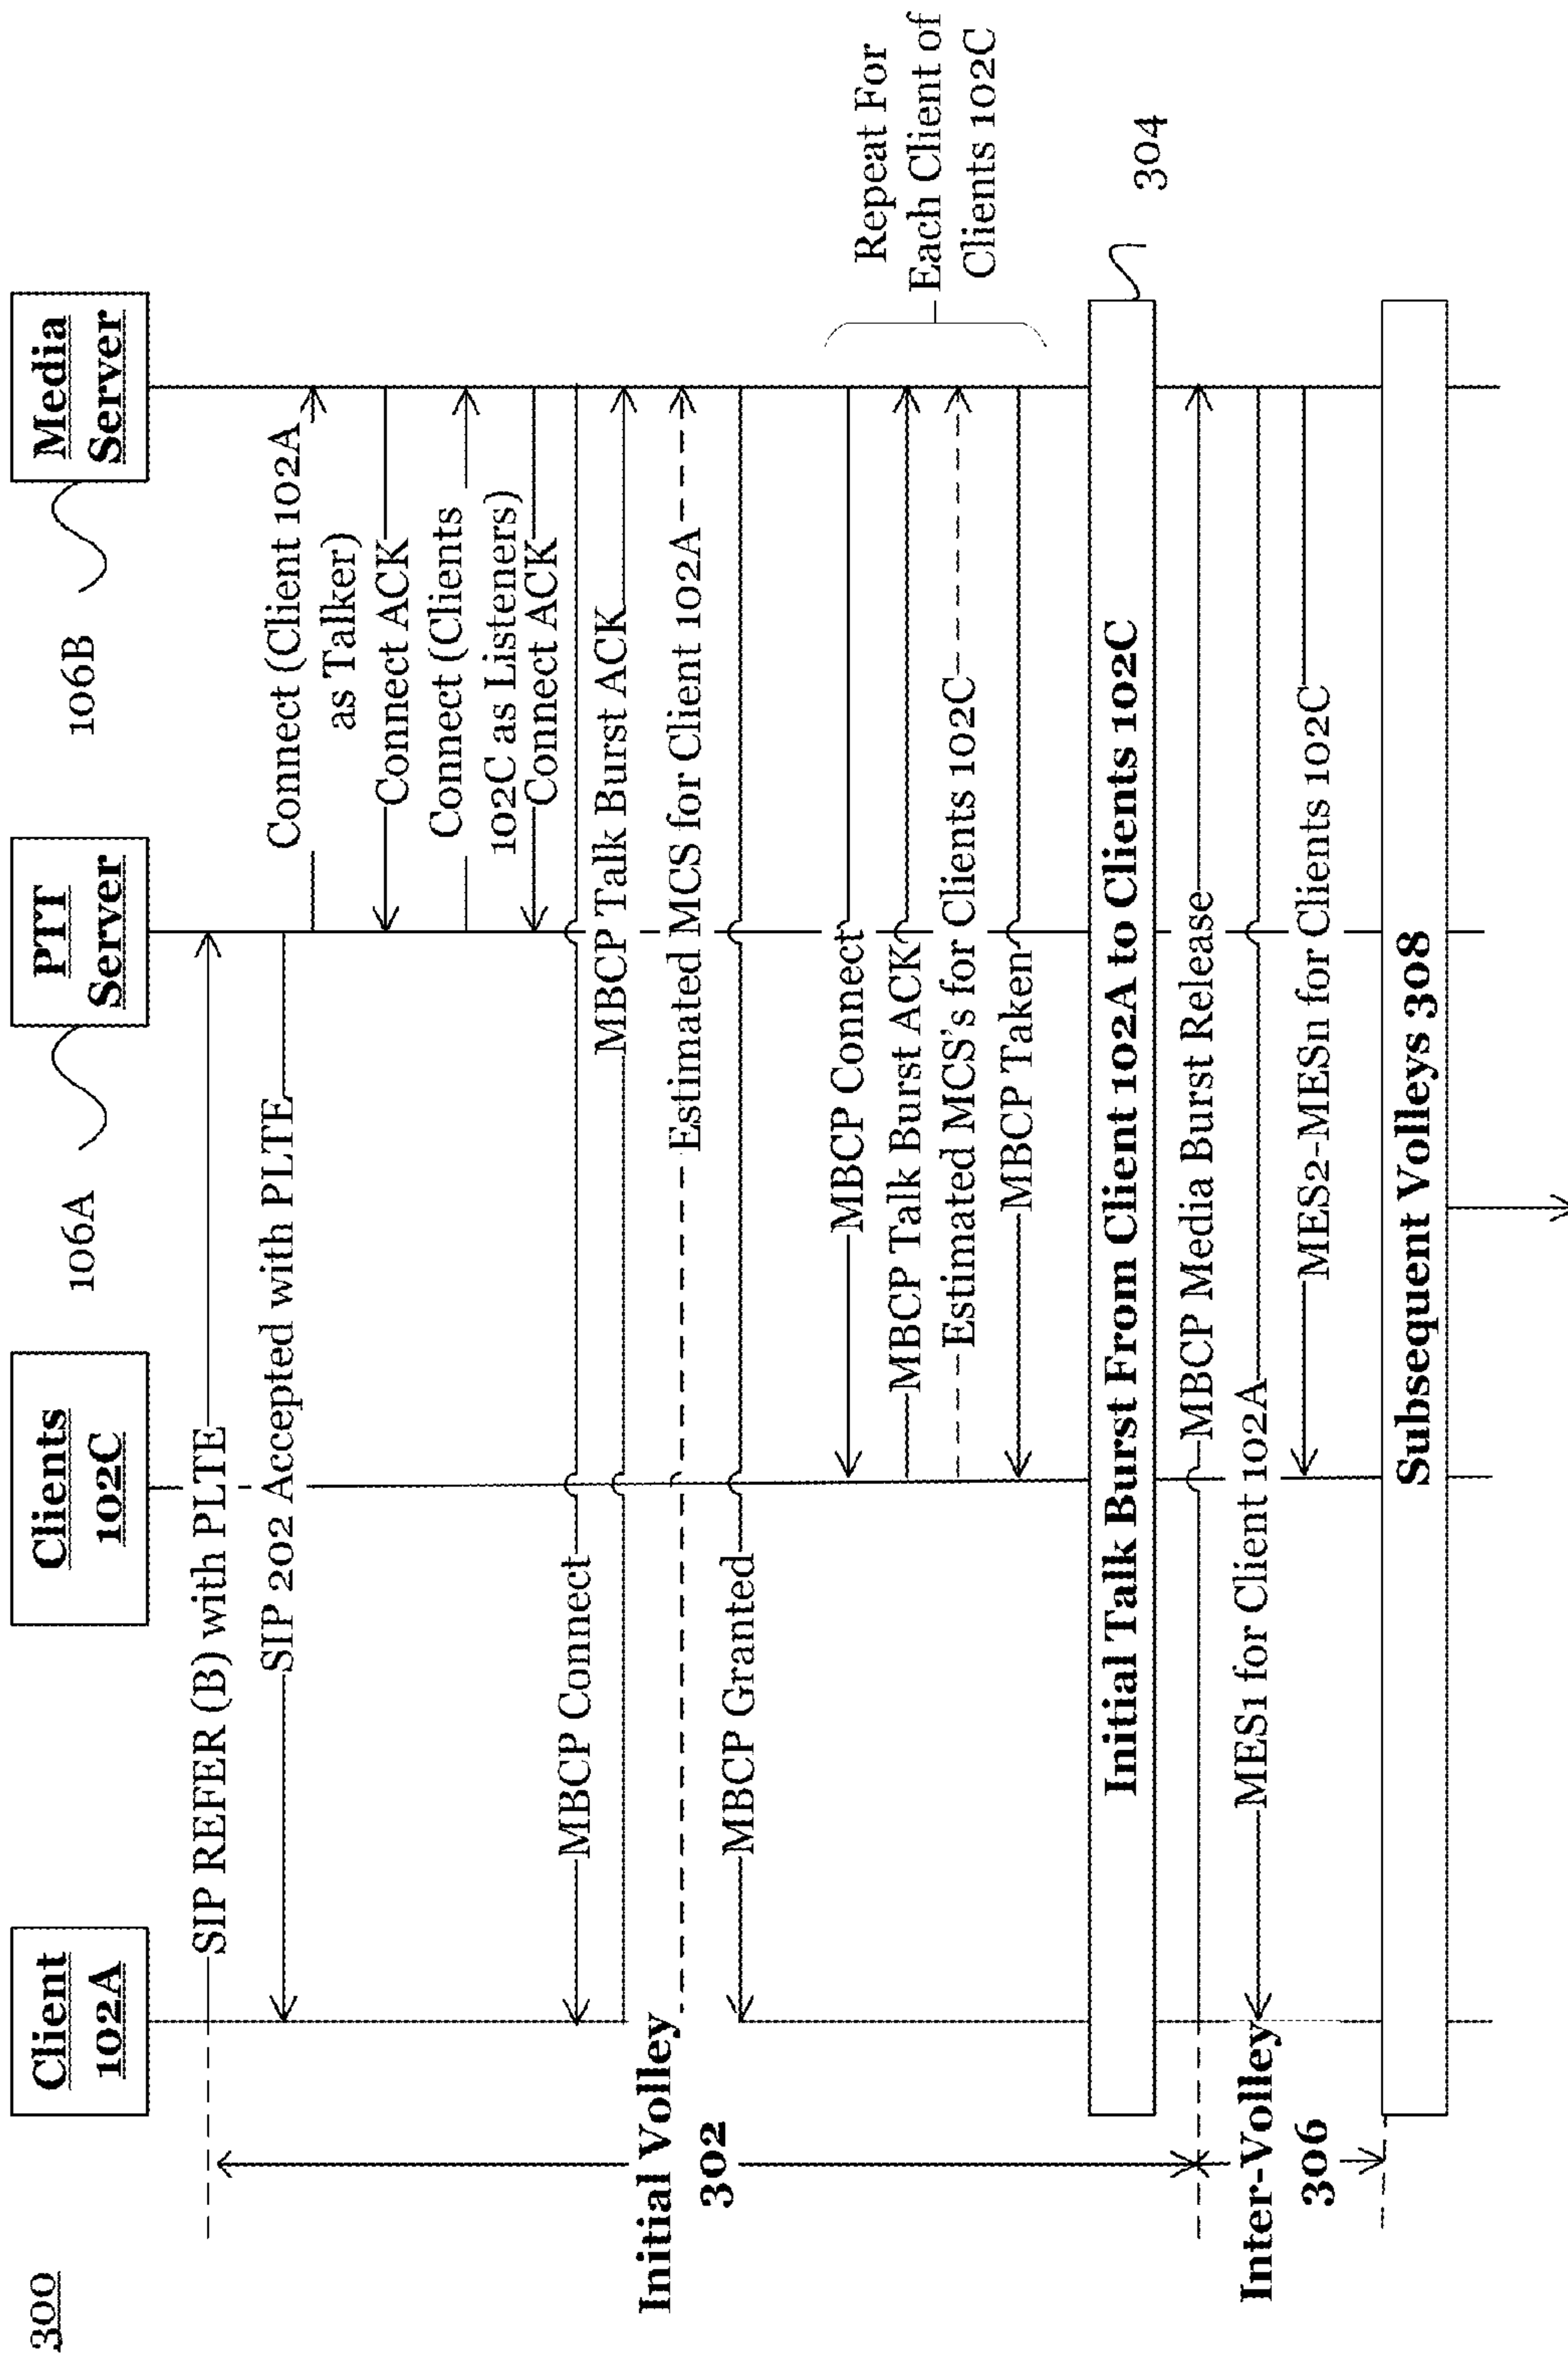 300
Client
102A
Clients
102C
PTT
Server
Media
Server
106A
106B
SIP REFER (B) with PLTE
SIP 202 Accepted with PLTE
Connect (Client 102A
as Talker)
Connect ACK
Connect (Clients
102C as Listeners)
Connect ACK
MBCP Connect
MBCP Talk Burst ACK
Initial Volley
302
Estimated MCS for Client 102A
MBCP Granted
MBCP Connect
MBCP Talk Burst ACK
Estimated MCS's for Clients 102C
MBCP Taken
Repeat For
Each Client of
Clients 102C
Initial Talk Burst From Client 102A to Clients 102C
304
MBCP Media Burst Release
Inter-Volley
306
MES1 for Client 102A
MES2-MESn for Clients 102C
Subsequent Volleys 308